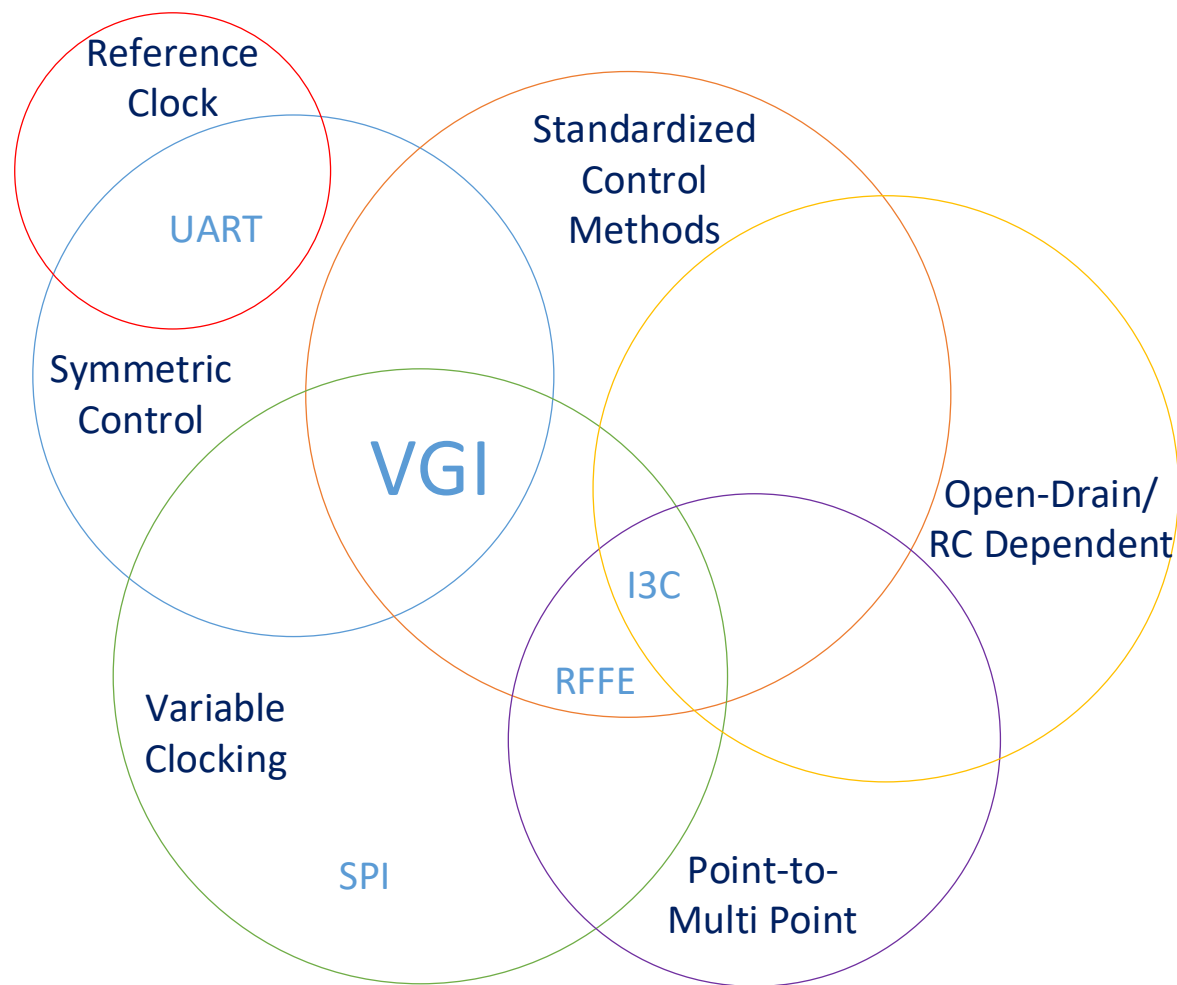 Reference
Clock
Standardized
Control
Methods
UART
Symmetric
Control
VGI
Open-Drain/
RC Dependent
I3C
RFFE
Variable
Clocking
SPI
Point-to-
Multi Point